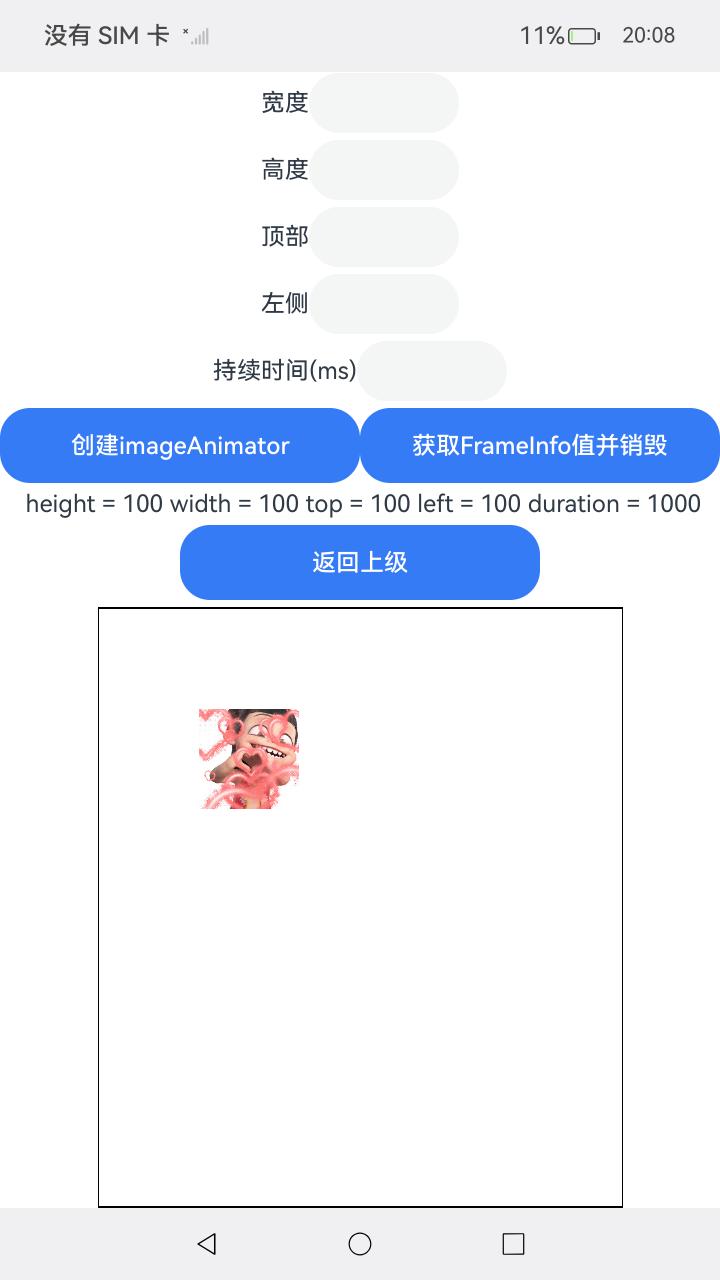 没有 SIM 卡 11% 20:08
宽度
高度
顶部
左侧
持续时间(ms)
创建imageAnimator 获取FrameInfo值并销毁
height = 100 width = 100 top = 100 left = 100 duration = 1000
返回上级